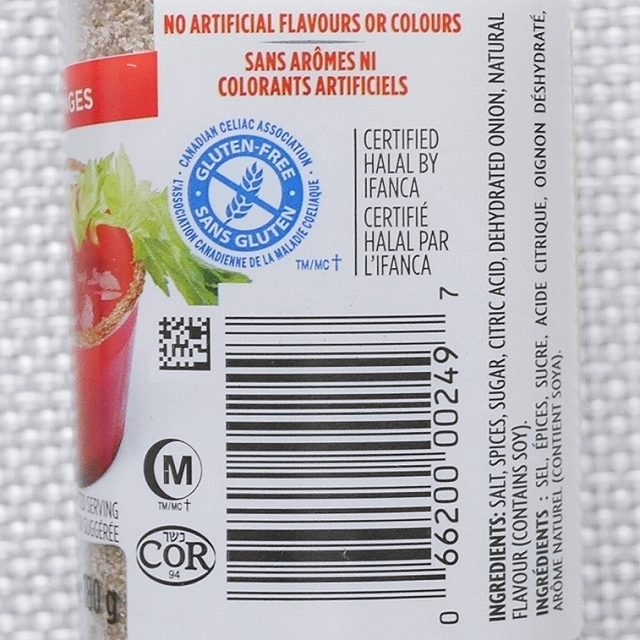 NO ARTIFICIAL FLAVOURS OR COLOURS
SANS ARÔMES NI
COLORANTS ARTIFICIELS
GES
CANADIAN CELIAC ASSOCIATION
GLUTEN-FREE
SANS GLUTEN
L'ASSOCIATION CANADIENNE DE LA MALADIE COELIAQUE
TM/MC†
CERTIFIED
HALAL BY
IFANCA
CERTIFIÉ
HALAL PAR
L'IFANCA
M
TM/MC†
SERVING
SUGGÉRÉE
כשר
COR
94
g
0 66200 00249 7
INGREDIENTS: SALT, SPICES, SUGAR, CITRIC ACID, DEHYDRATED ONION, NATURAL
FLAVOUR (CONTAINS SOY).
INGRÉDIENTS : SEL, ÉPICES, SUCRE, ACIDE CITRIQUE, OIGNON DÉSHYDRATÉ,
ARÔME NATUREL (CONTIENT SOYA).